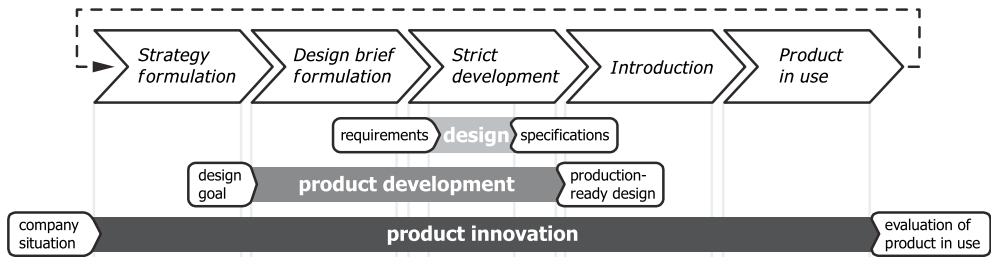 Strategy
formulation
Design brief
formulation
Strict
development
Introduction
Product
in use
requirements
design
specifications
design
goal
product development
production-
ready design
company
situation
product innovation
evaluation of
product in use